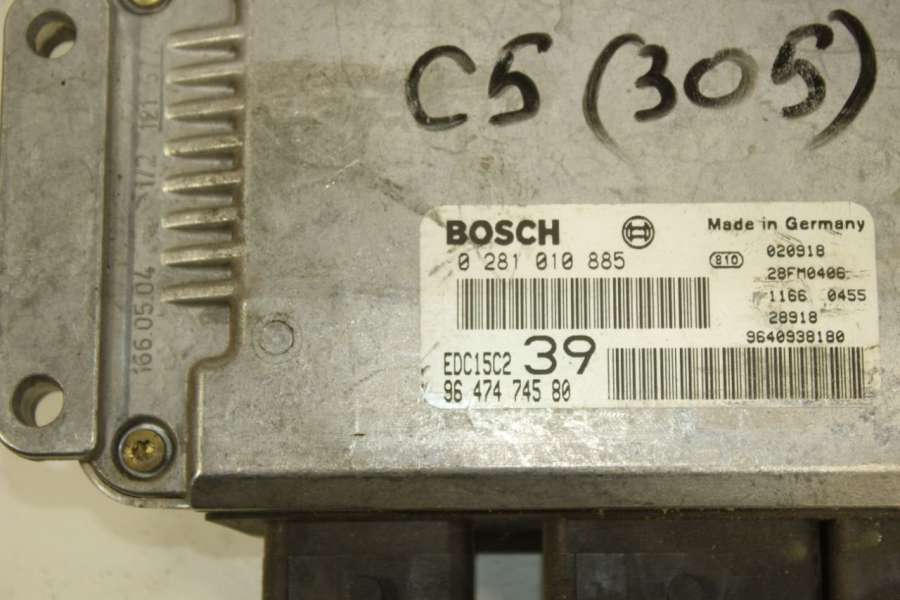 C5 (305)
BOSCH
Made in Germany
0 281 010 885
810
020918
28FM0406
1166 0455
28918
9640938180
EDC15C2 39
96 474 745 80
166.05.04